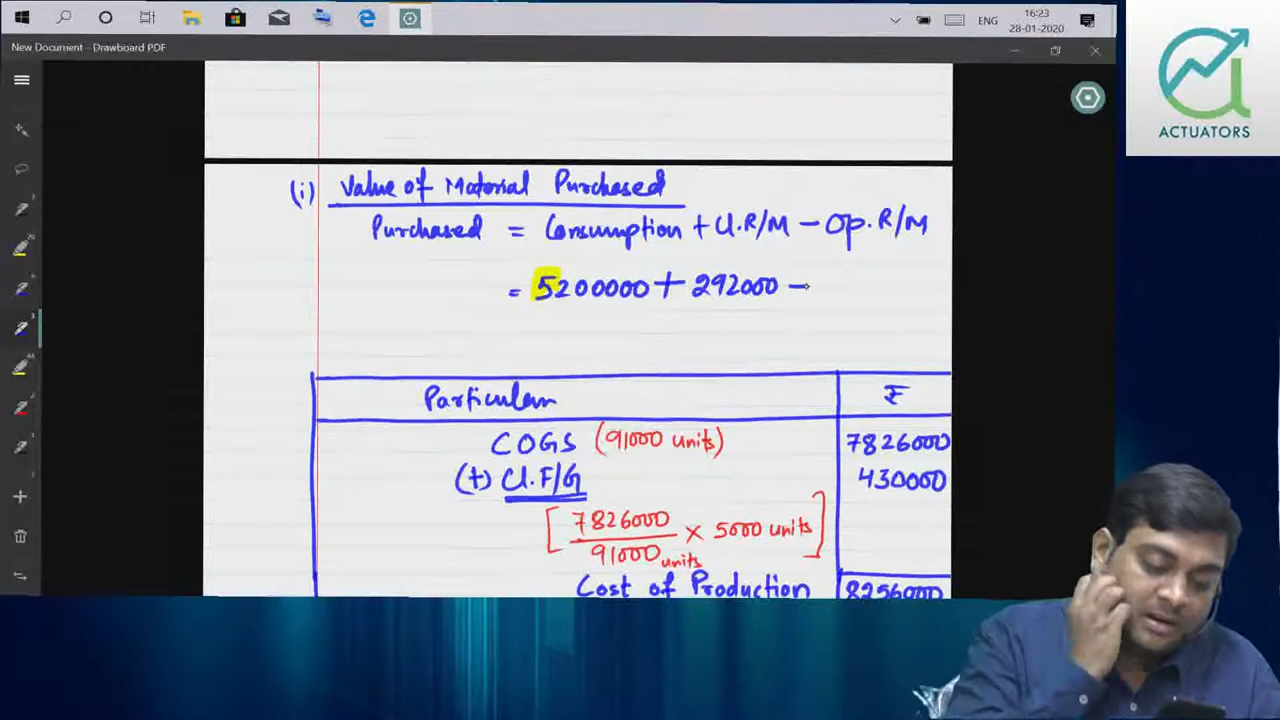 16:23
ENG
28-01-2020
New Document - Drawboard PDF
ACTUATORS
(i) Value of Material Purchased
Purchased = Consumption + Cl.R/M - Op.R/M
= 5200000 + 292000 -
Particulars ₹
COGS (91000 units) 7826000
(+) Cl.F/G 430000
[7826000 / 91000 units × 5000 units]
Cost of Production 8256000